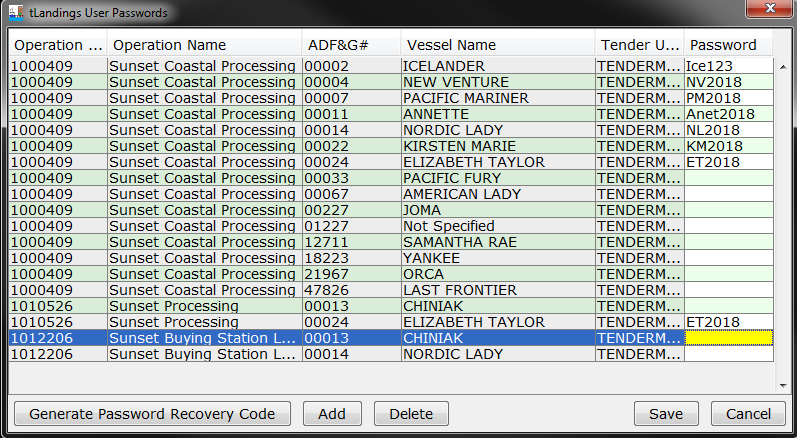 tLandings User Passwords
Operation ... Operation Name ADF&G# Vessel Name Tender U... Password
1000409 Sunset Coastal Processing 00002 ICELANDER TENDERM... Ice123
1000409 Sunset Coastal Processing 00004 NEW VENTURE TENDERM... NV2018
1000409 Sunset Coastal Processing 00007 PACIFIC MARINER TENDERM... PM2018
1000409 Sunset Coastal Processing 00011 ANNETTE TENDERM... Anet2018
1000409 Sunset Coastal Processing 00014 NORDIC LADY TENDERM... NL2018
1000409 Sunset Coastal Processing 00022 KIRSTEN MARIE TENDERM... KM2018
1000409 Sunset Coastal Processing 00024 ELIZABETH TAYLOR TENDERM... ET2018
1000409 Sunset Coastal Processing 00033 PACIFIC FURY TENDERM...
1000409 Sunset Coastal Processing 00067 AMERICAN LADY TENDERM...
1000409 Sunset Coastal Processing 00227 JOMA TENDERM...
1000409 Sunset Coastal Processing 01227 Not Specified TENDERM...
1000409 Sunset Coastal Processing 12711 SAMANTHA RAE TENDERM...
1000409 Sunset Coastal Processing 18223 YANKEE TENDERM...
1000409 Sunset Coastal Processing 21967 ORCA TENDERM...
1000409 Sunset Coastal Processing 47826 LAST FRONTIER TENDERM...
1010526 Sunset Processing 00013 CHINIAK TENDERM...
1010526 Sunset Processing 00024 ELIZABETH TAYLOR TENDERM... ET2018
1012206 Sunset Buying Station L... 00013 CHINIAK TENDERM...
1012206 Sunset Buying Station L... 00014 NORDIC LADY TENDERM...
Generate Password Recovery Code Add Delete Save Cancel